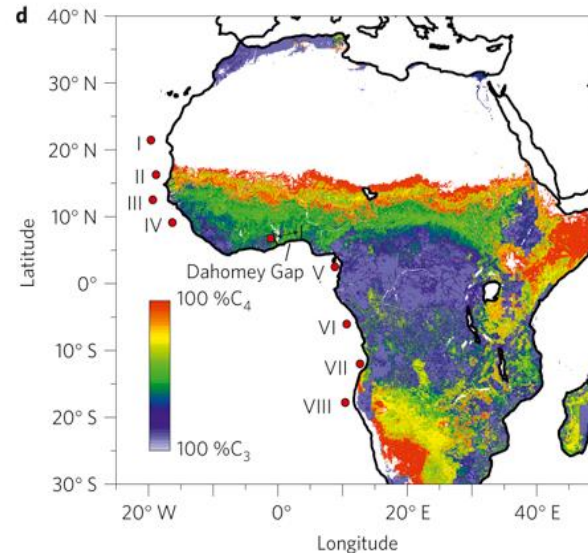 d
40° N
30° N
20° N
10° N
0°
10° S
20° S
30° S
Latitude
I
II
III
IV
Dahomey Gap
V
VI
VII
VIII
100 %C₄
100 %C₃
20° W
0°
20° E
40° E
Longitude